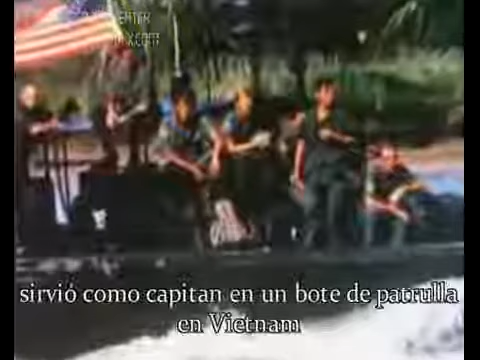 sirvió como capitan en un bote de patrulla
en Vietnam